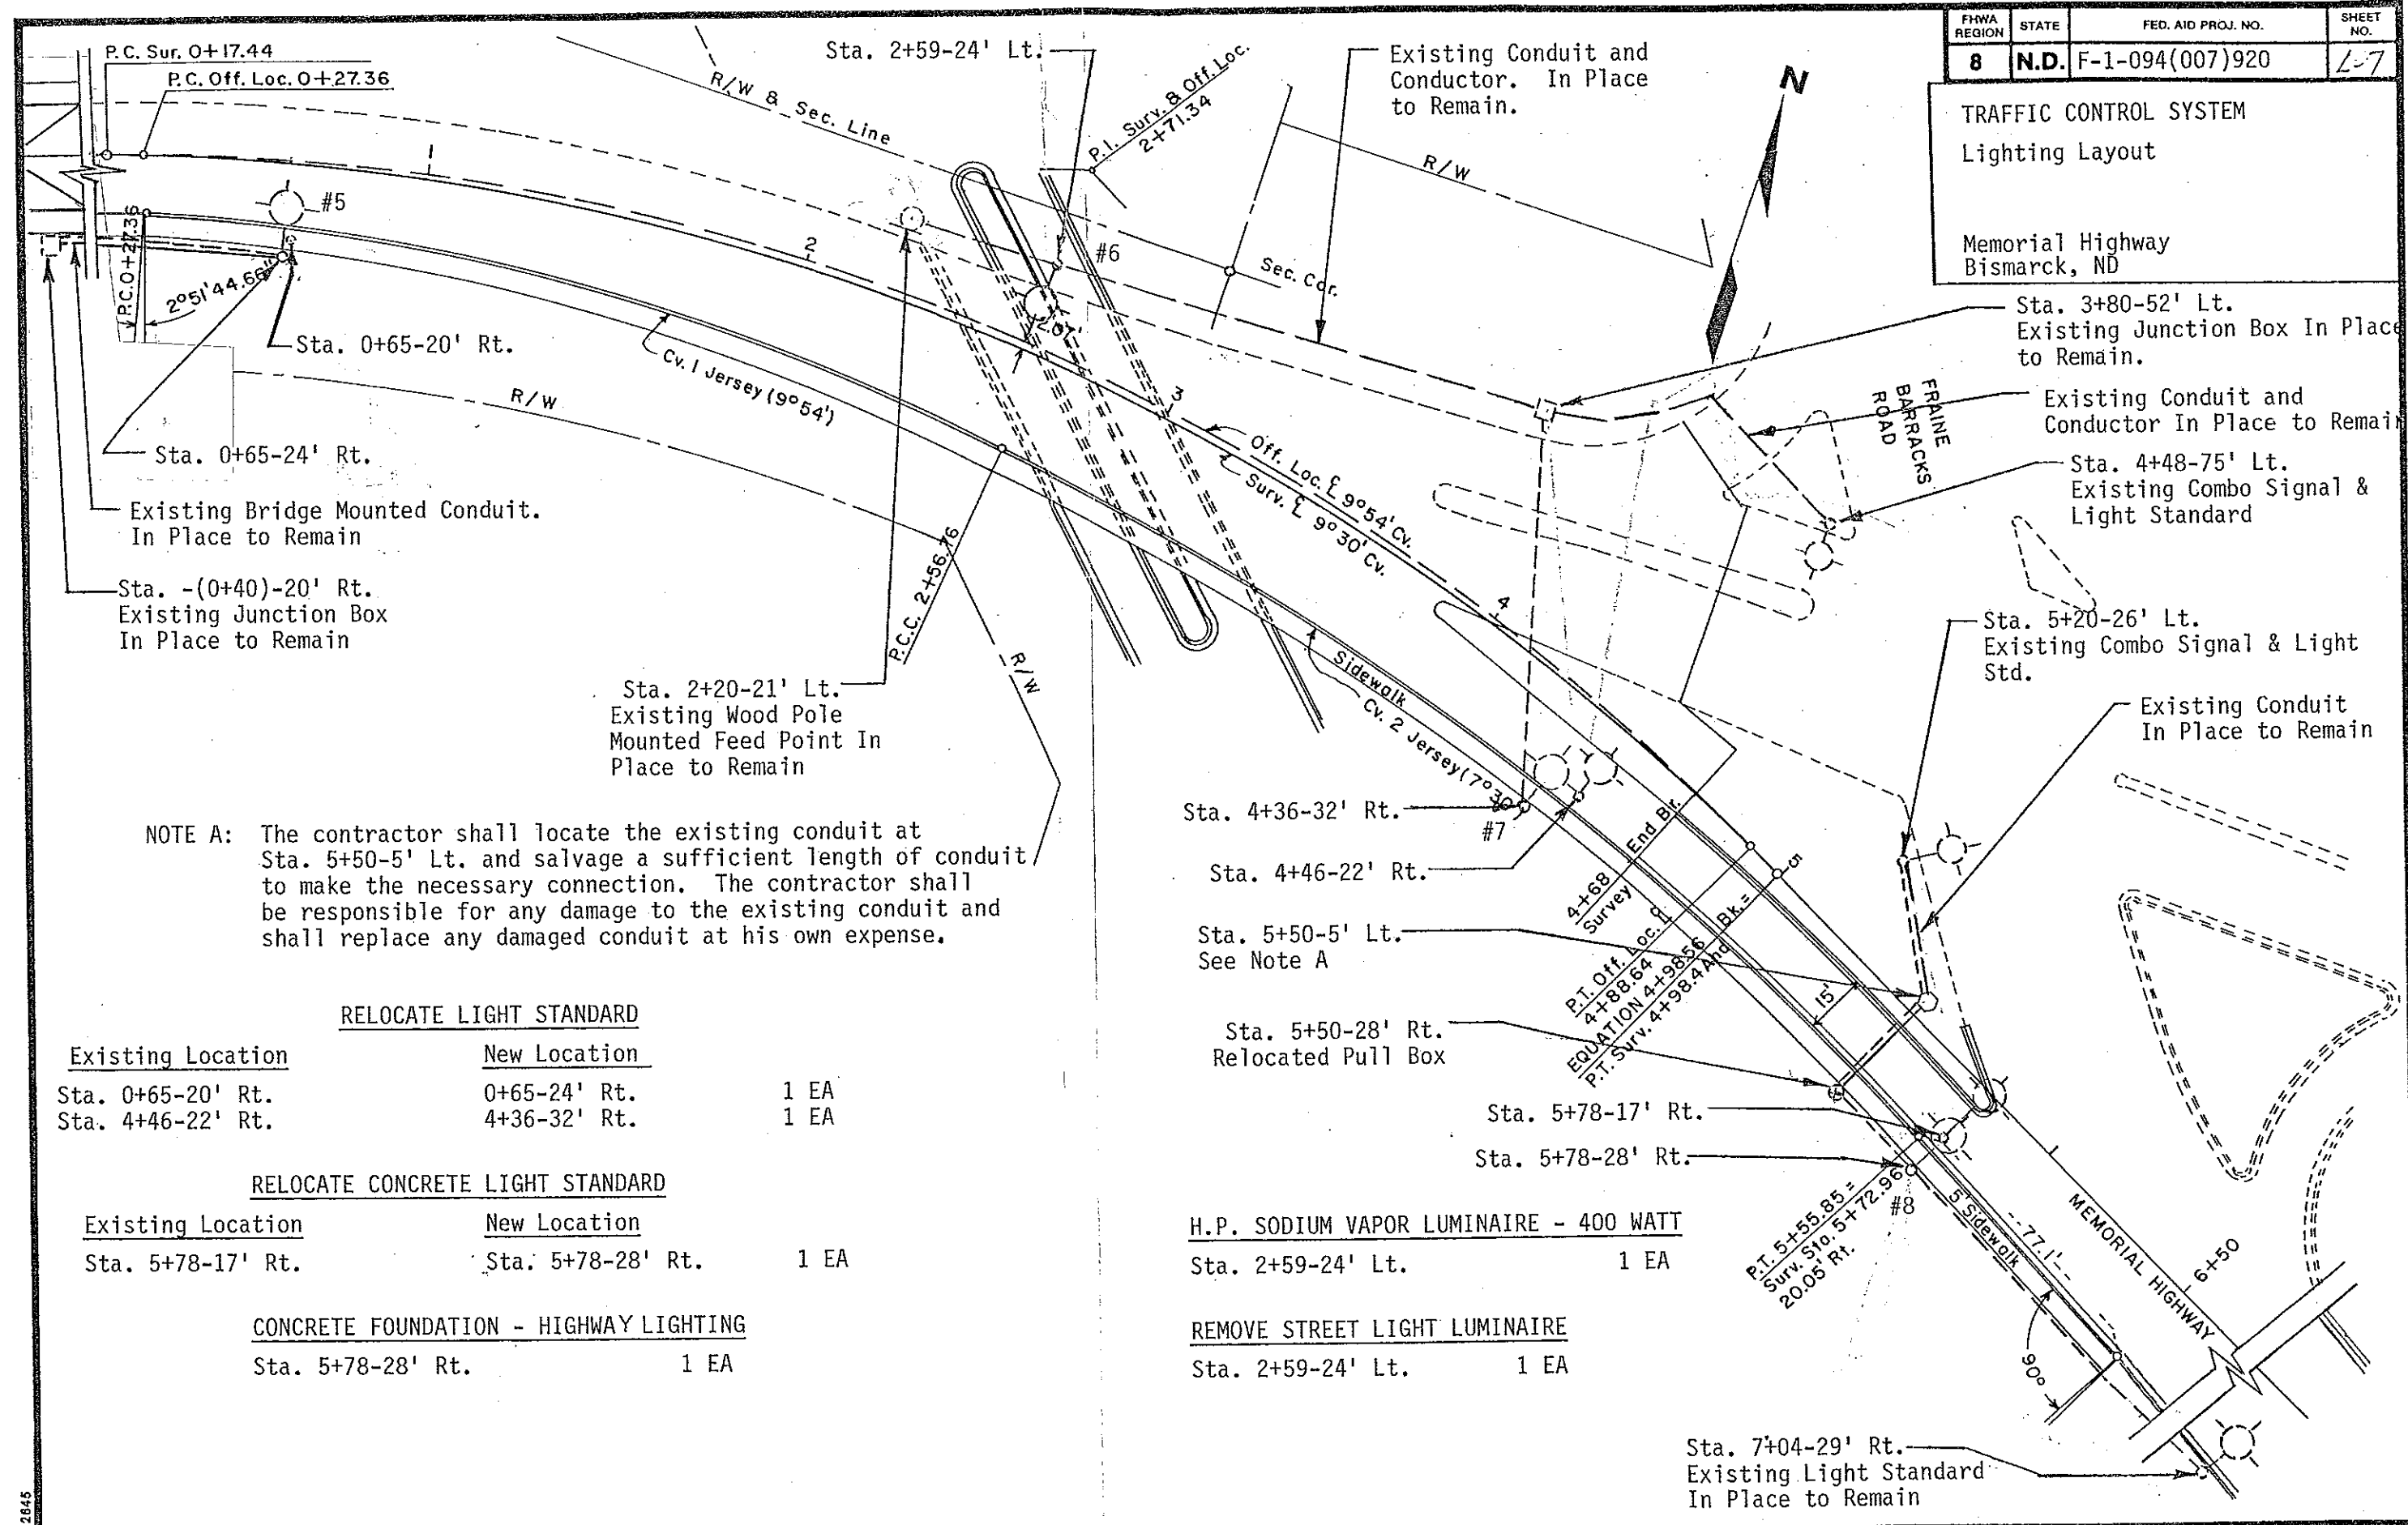 FHWA REGION
STATE
FED. AID PROJ. NO.
SHEET NO.
8
N.D.
F-1-094(007)920
L-7
TRAFFIC CONTROL SYSTEM
Lighting Layout
Memorial Highway
Bismarck, ND
P.C. Sur. 0+17.44
P.C. Off. Loc. 0+27.36
Sta. 2+59-24' Lt.
R/W & Sec. Line
P.I. Surv. & Off. Loc.
2+71.34
Existing Conduit and
Conductor. In Place
to Remain.
N
R/W
Sec. Cor.
1
2
3
4
5
#5
#6
P.C. 0+27.36
2°51'44.66"
Sta. 0+65-20' Rt.
Cv. 1 Jersey (9°54')
R/W
Sta. 0+65-24' Rt.
Existing Bridge Mounted Conduit.
In Place to Remain
Sta. -(0+40)-20' Rt.
Existing Junction Box
In Place to Remain
Off. Loc. ℄ 9°54' Cv.
Surv. ℄ 9°30' Cv.
P.C.C. 2+56.76
R/W
Sta. 2+20-21' Lt.
Existing Wood Pole
Mounted Feed Point In
Place to Remain
Sidewalk
Cv. 2 Jersey (7°30'
Sta. 3+80-52' Lt.
Existing Junction Box In Place
to Remain.
FRAINE
BARRACKS
ROAD
Existing Conduit and
Conductor In Place to Remain
Sta. 4+48-75' Lt.
Existing Combo Signal &
Light Standard
Sta. 5+20-26' Lt.
Existing Combo Signal & Light
Std.
Existing Conduit
In Place to Remain
Sta. 4+36-32' Rt.
#7
Sta. 4+46-22' Rt.
4+68 End Br.
Survey
Sta. 5+50-5' Lt.
See Note A
P.T. Off. Loc. ℄
4+88.64
EQUATION 4+98.56 Bk.=
P.T. Surv. 4+98.4 And
15'
Sta. 5+50-28' Rt.
Relocated Pull Box
Sta. 5+78-17' Rt.
Sta. 5+78-28' Rt.
#8
P.T. 5+55.85 =
Surv. Sta. 5+72.96
20.05' Rt.
5' Sidewalk
77.1'
90°
MEMORIAL HIGHWAY
6+50
Sta. 7+04-29' Rt.
Existing Light Standard
In Place to Remain
NOTE A: The contractor shall locate the existing conduit at
Sta. 5+50-5' Lt. and salvage a sufficient length of conduit
to make the necessary connection. The contractor shall
be responsible for any damage to the existing conduit and
shall replace any damaged conduit at his own expense.
RELOCATE LIGHT STANDARD
Existing Location New Location
Sta. 0+65-20' Rt. 0+65-24' Rt. 1 EA
Sta. 4+46-22' Rt. 4+36-32' Rt. 1 EA
RELOCATE CONCRETE LIGHT STANDARD
Existing Location New Location
Sta. 5+78-17' Rt. Sta. 5+78-28' Rt. 1 EA
CONCRETE FOUNDATION - HIGHWAY LIGHTING
Sta. 5+78-28' Rt. 1 EA
H.P. SODIUM VAPOR LUMINAIRE - 400 WATT
Sta. 2+59-24' Lt. 1 EA
REMOVE STREET LIGHT LUMINAIRE
Sta. 2+59-24' Lt. 1 EA
2645